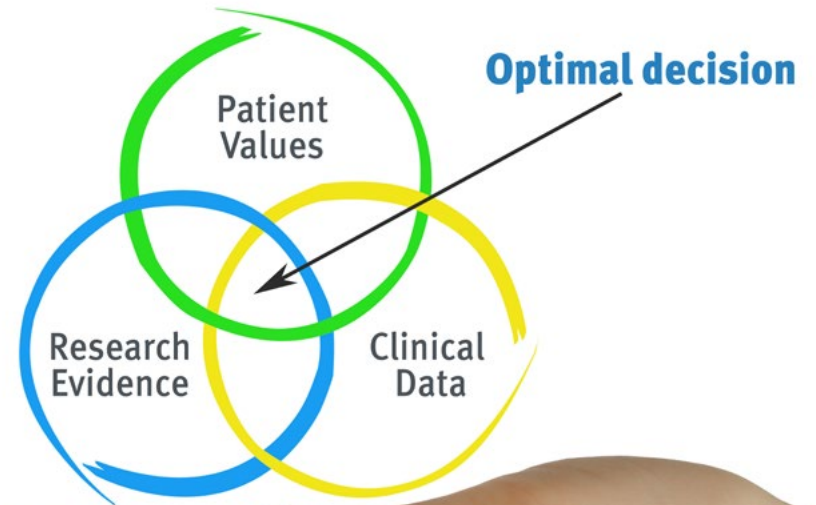 Optimal decision
Patient
Values
Research
Evidence
Clinical
Data